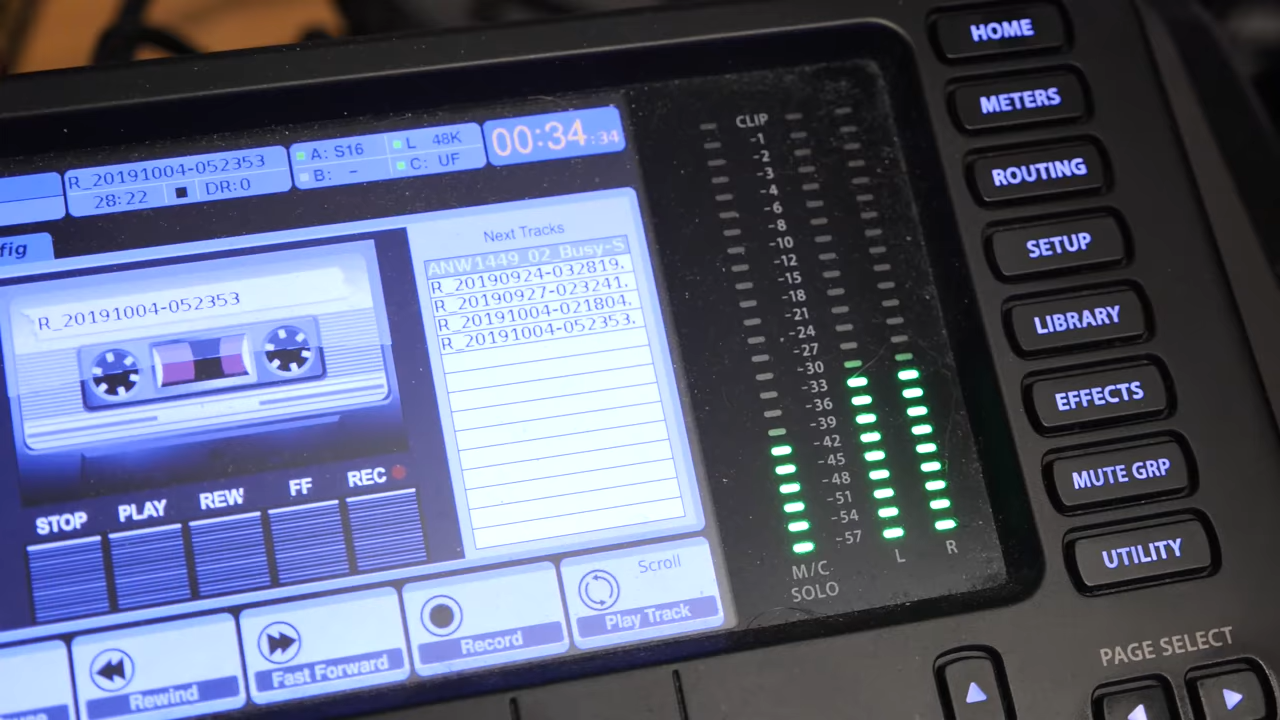 R_20191004-052353
28:22 DR:0
A: S16 L 48K
B: - C: UF
00:34:34
fig
R_20191004-052353
STOP PLAY REW FF REC
Next Tracks
ANW1449_02_Busy-S
R_20190924-032819.
R_20190927-023241.
R_20191004-021804.
R_20191004-052353.
Rewind
Fast Forward
Record
Scroll
Play Track
CLIP
-1
-2
-3
-4
-6
-8
-10
-12
-15
-18
-21
-24
-27
-30
-33
-36
-39
-42
-45
-48
-51
-54
-57
M/C
SOLO
L
R
HOME
METERS
ROUTING
SETUP
LIBRARY
EFFECTS
MUTE GRP
UTILITY
PAGE SELECT